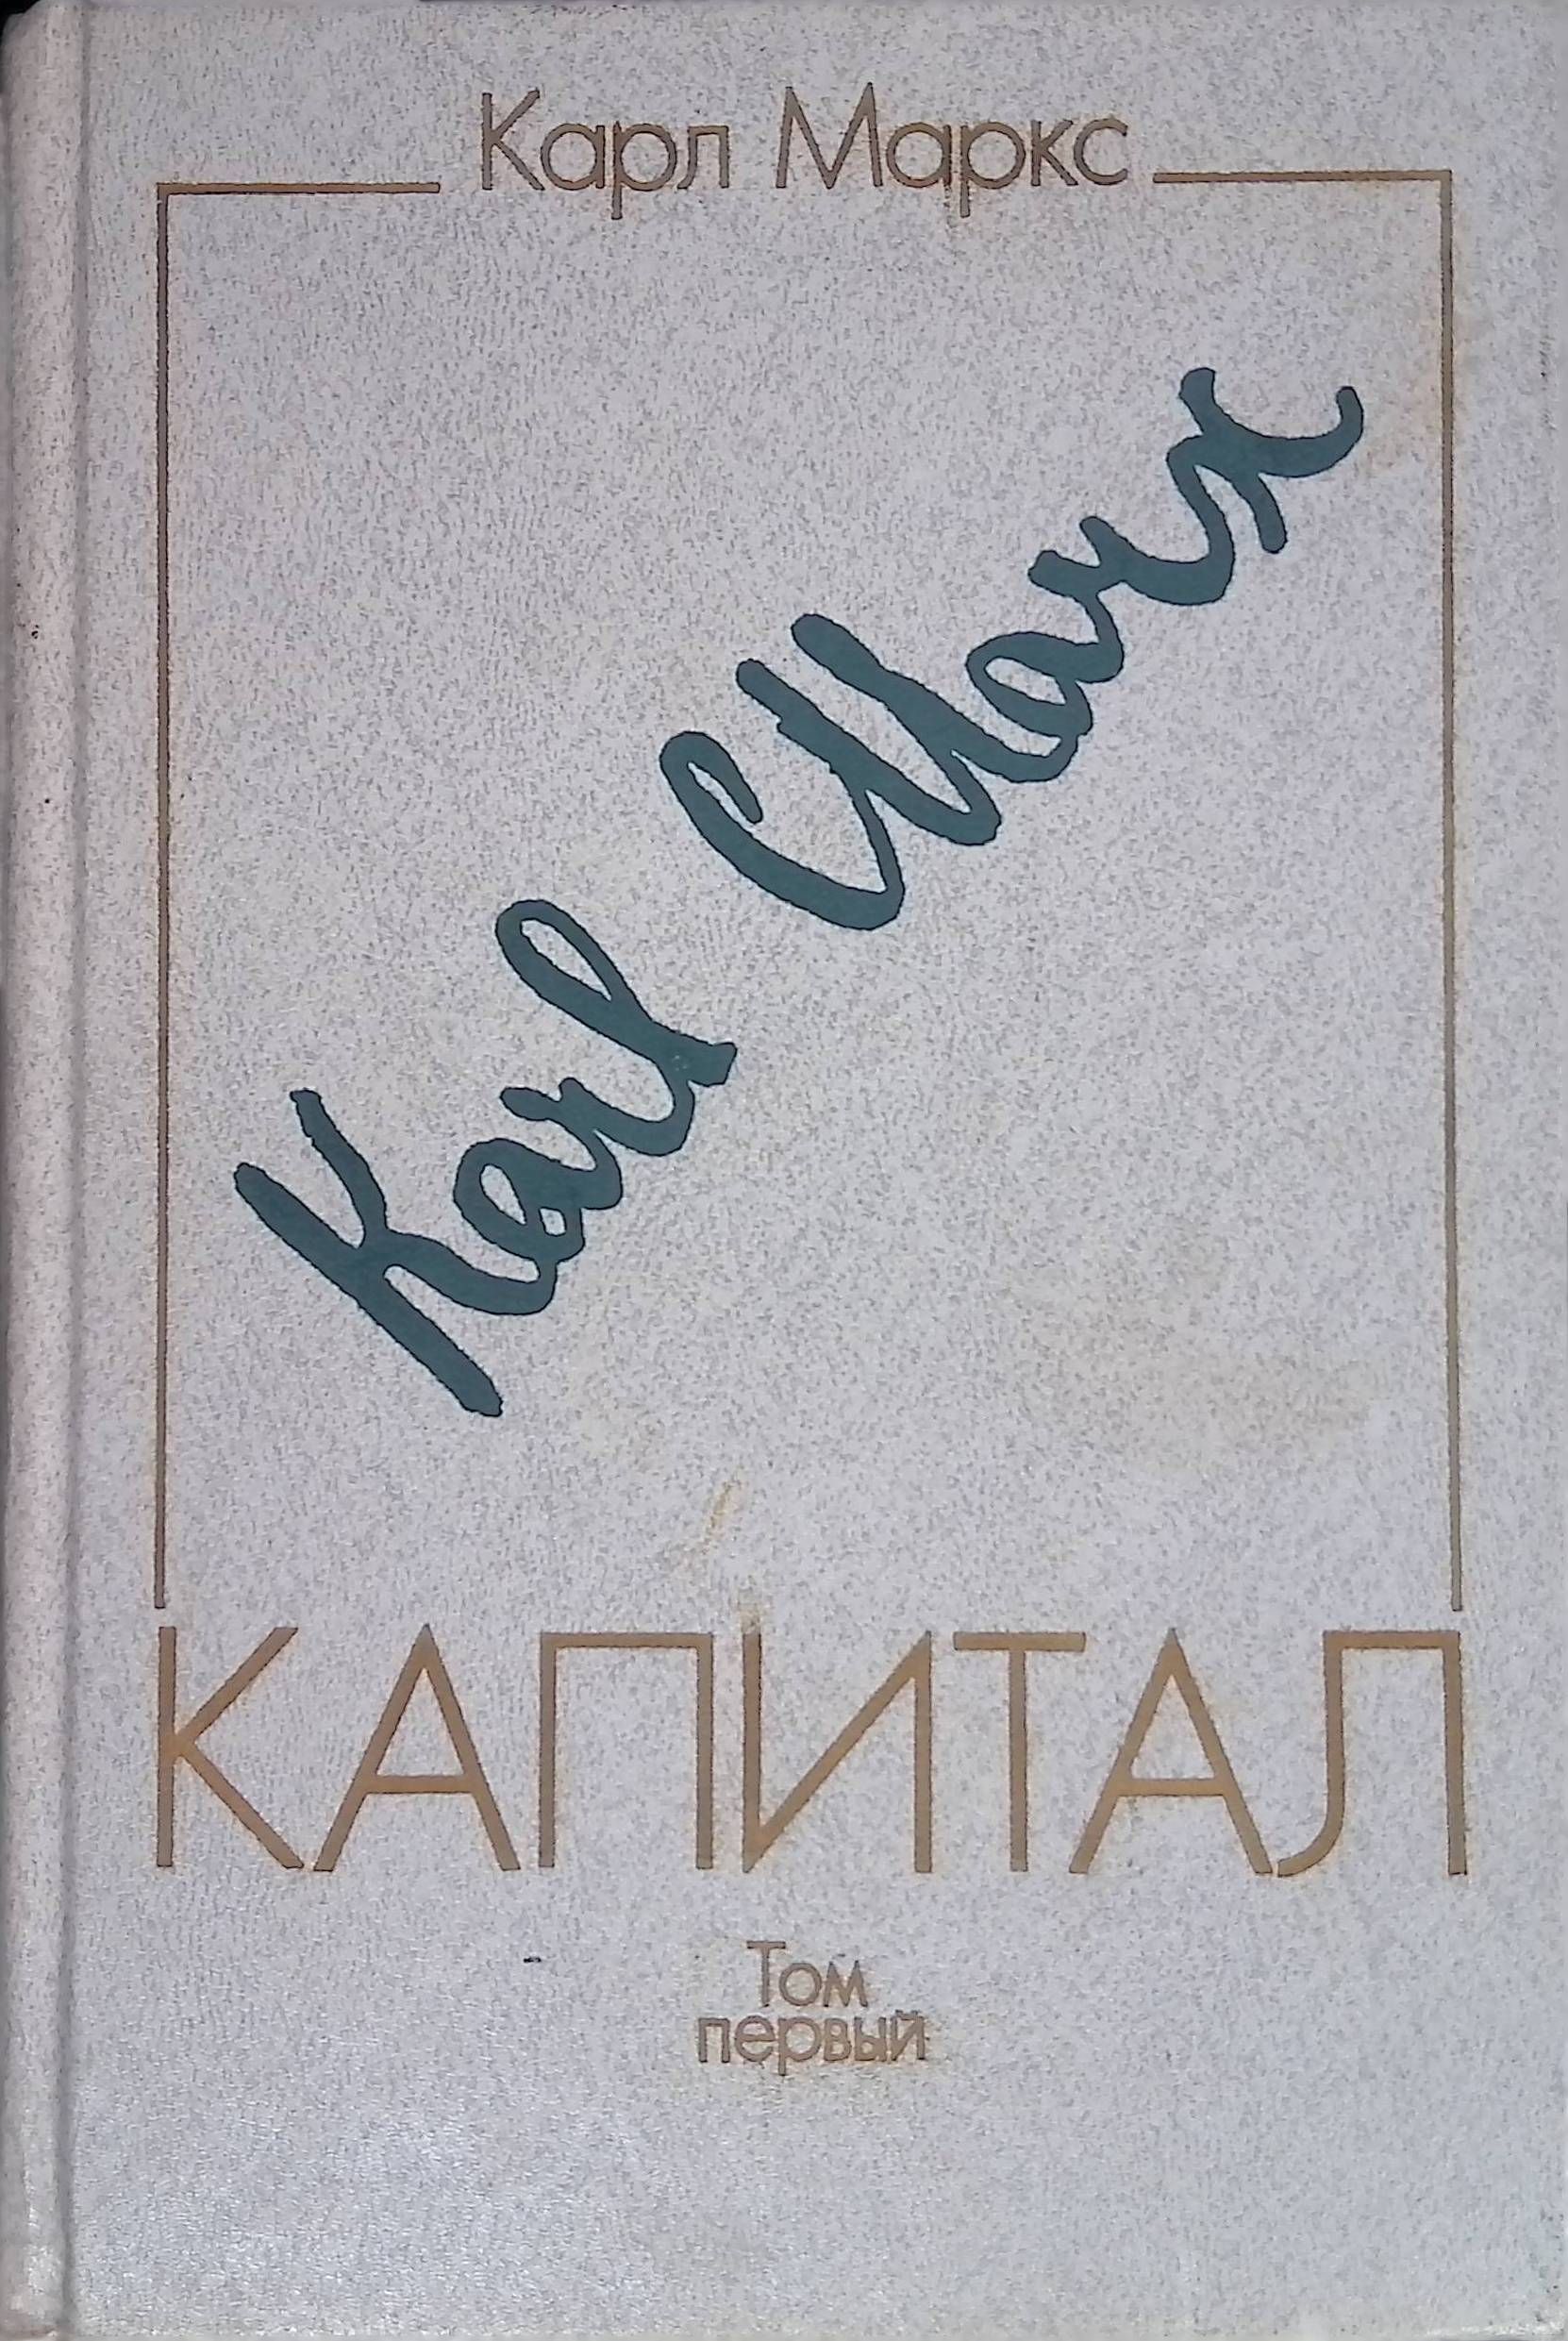 Карл Маркс
Karl Marx
КАПИТАЛ
Том
первый